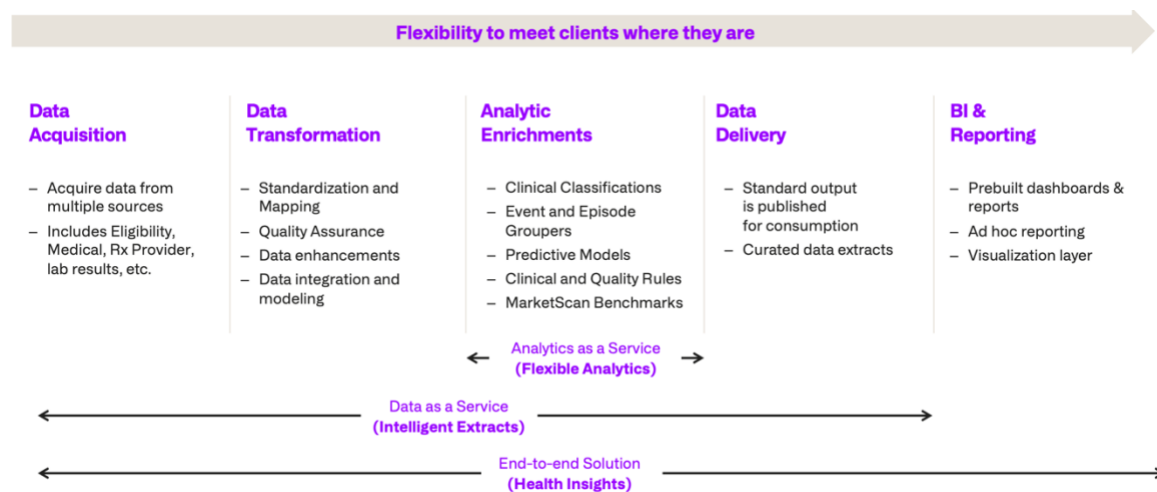 Flexibility to meet clients where they are
Data
Acquisition
– Acquire data from
multiple sources
– Includes Eligibility,
Medical, Rx Provider,
lab results, etc.
Data
Transformation
– Standardization and
Mapping
– Quality Assurance
– Data enhancements
– Data integration and
modeling
Analytic
Enrichments
– Clinical Classifications
– Event and Episode
Groupers
– Predictive Models
– Clinical and Quality Rules
– MarketScan Benchmarks
Data
Delivery
– Standard output
is published
for consumption
– Curated data extracts
BI &
Reporting
– Prebuilt dashboards &
reports
– Ad hoc reporting
– Visualization layer
Analytics as a Service
(Flexible Analytics)
Data as a Service
(Intelligent Extracts)
End-to-end Solution
(Health Insights)